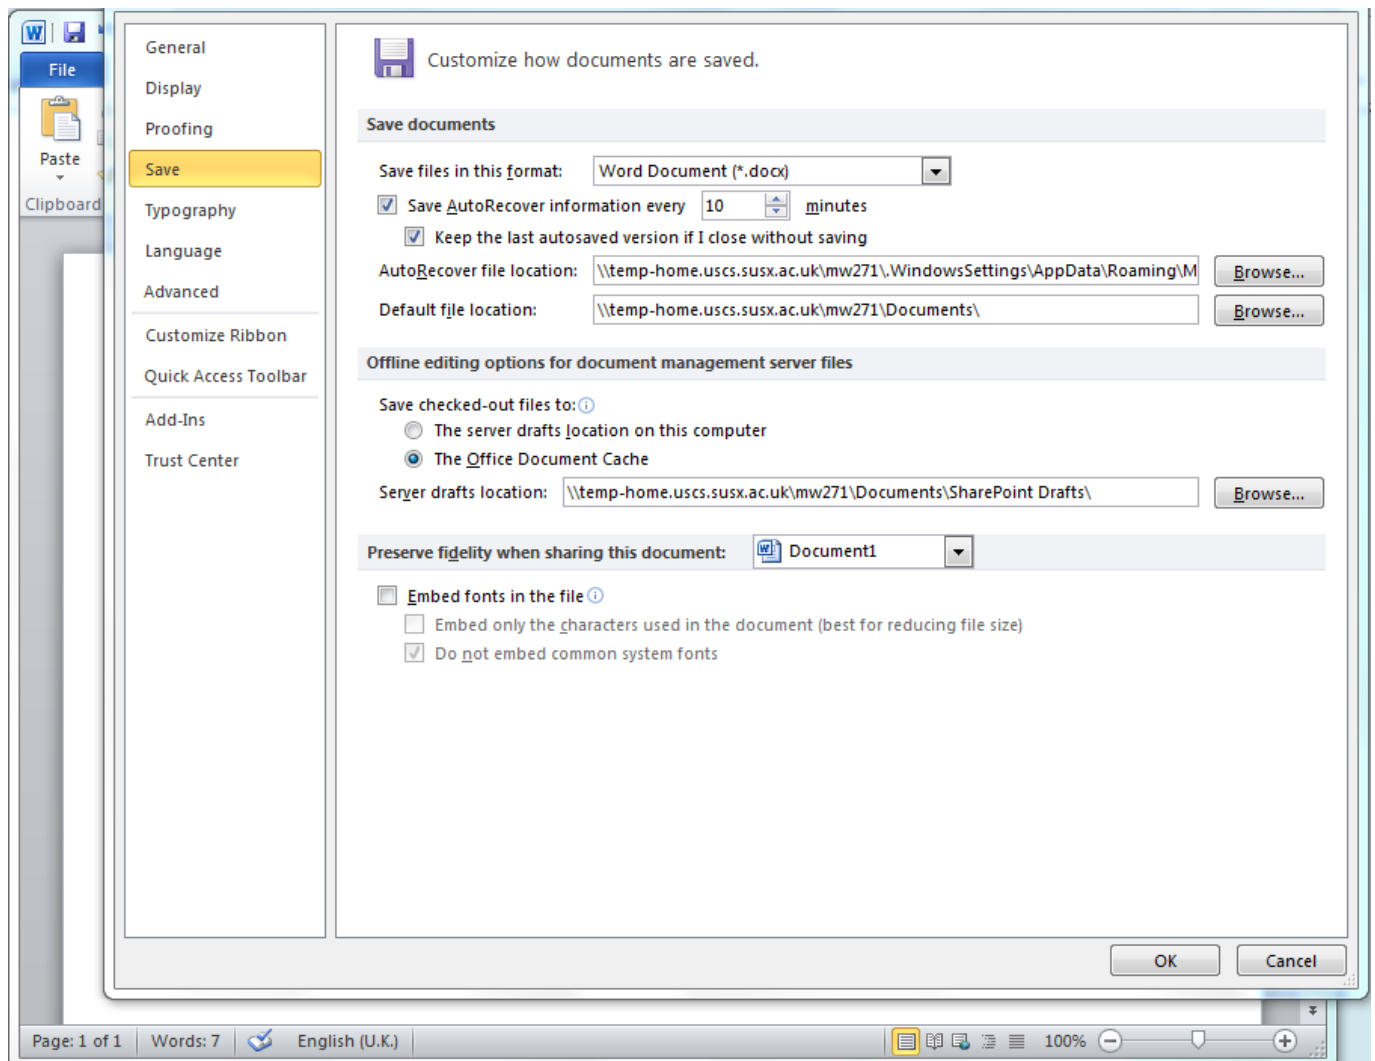 W
File
Paste
Clipboard
General
Display
Proofing
Save
Typography
Language
Advanced
Customize Ribbon
Quick Access Toolbar
Add-Ins
Trust Center
Customize how documents are saved.
Save documents
Save files in this format: Word Document (*.docx)
Save AutoRecover information every 10 minutes
Keep the last autosaved version if I close without saving
AutoRecover file location: \\temp-home.uscs.susx.ac.uk\mw271\.WindowsSettings\AppData\Roaming\M Browse...
Default file location: \\temp-home.uscs.susx.ac.uk\mw271\Documents\ Browse...
Offline editing options for document management server files
Save checked-out files to:
The server drafts location on this computer
The Office Document Cache
Server drafts location: \\temp-home.uscs.susx.ac.uk\mw271\Documents\SharePoint Drafts\ Browse...
Preserve fidelity when sharing this document: Document1
Embed fonts in the file
Embed only the characters used in the document (best for reducing file size)
Do not embed common system fonts
OK Cancel
Page: 1 of 1 Words: 7 English (U.K.) 100%